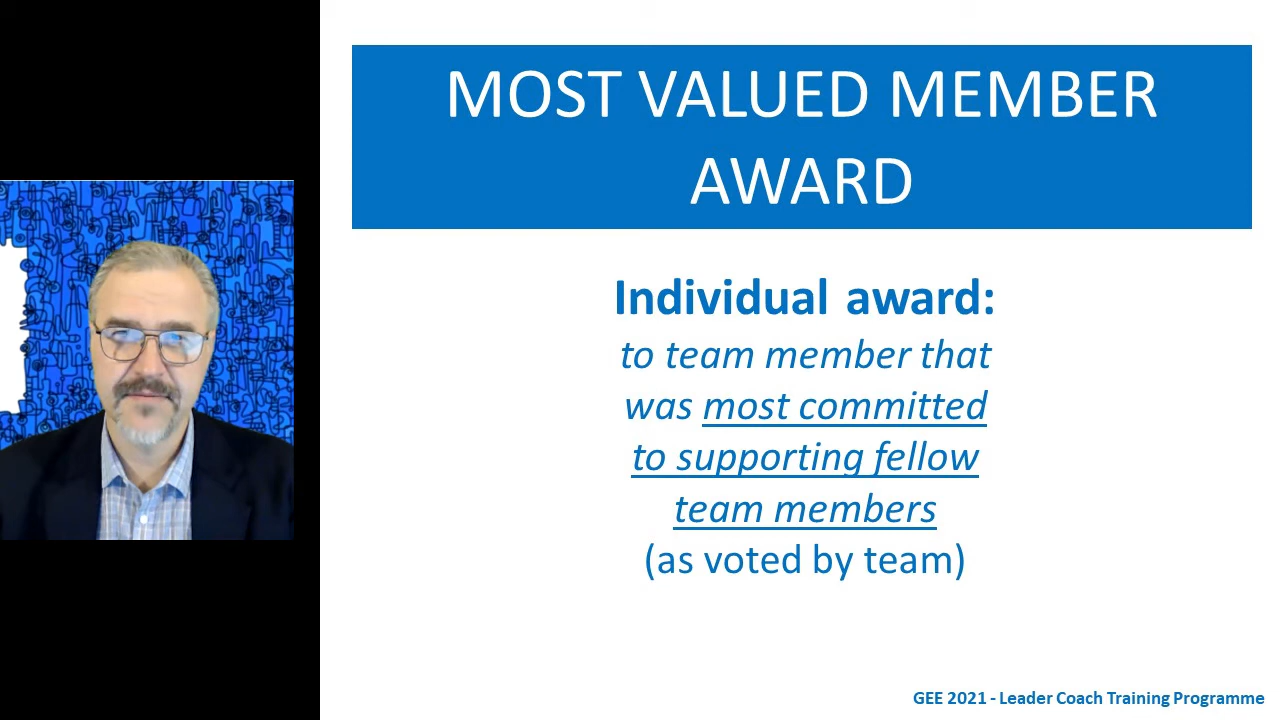 MOST VALUED MEMBER
AWARD
Individual award:
to team member that
was most committed
to supporting fellow
team members
(as voted by team)
GEE 2021 - Leader Coach Training Programme